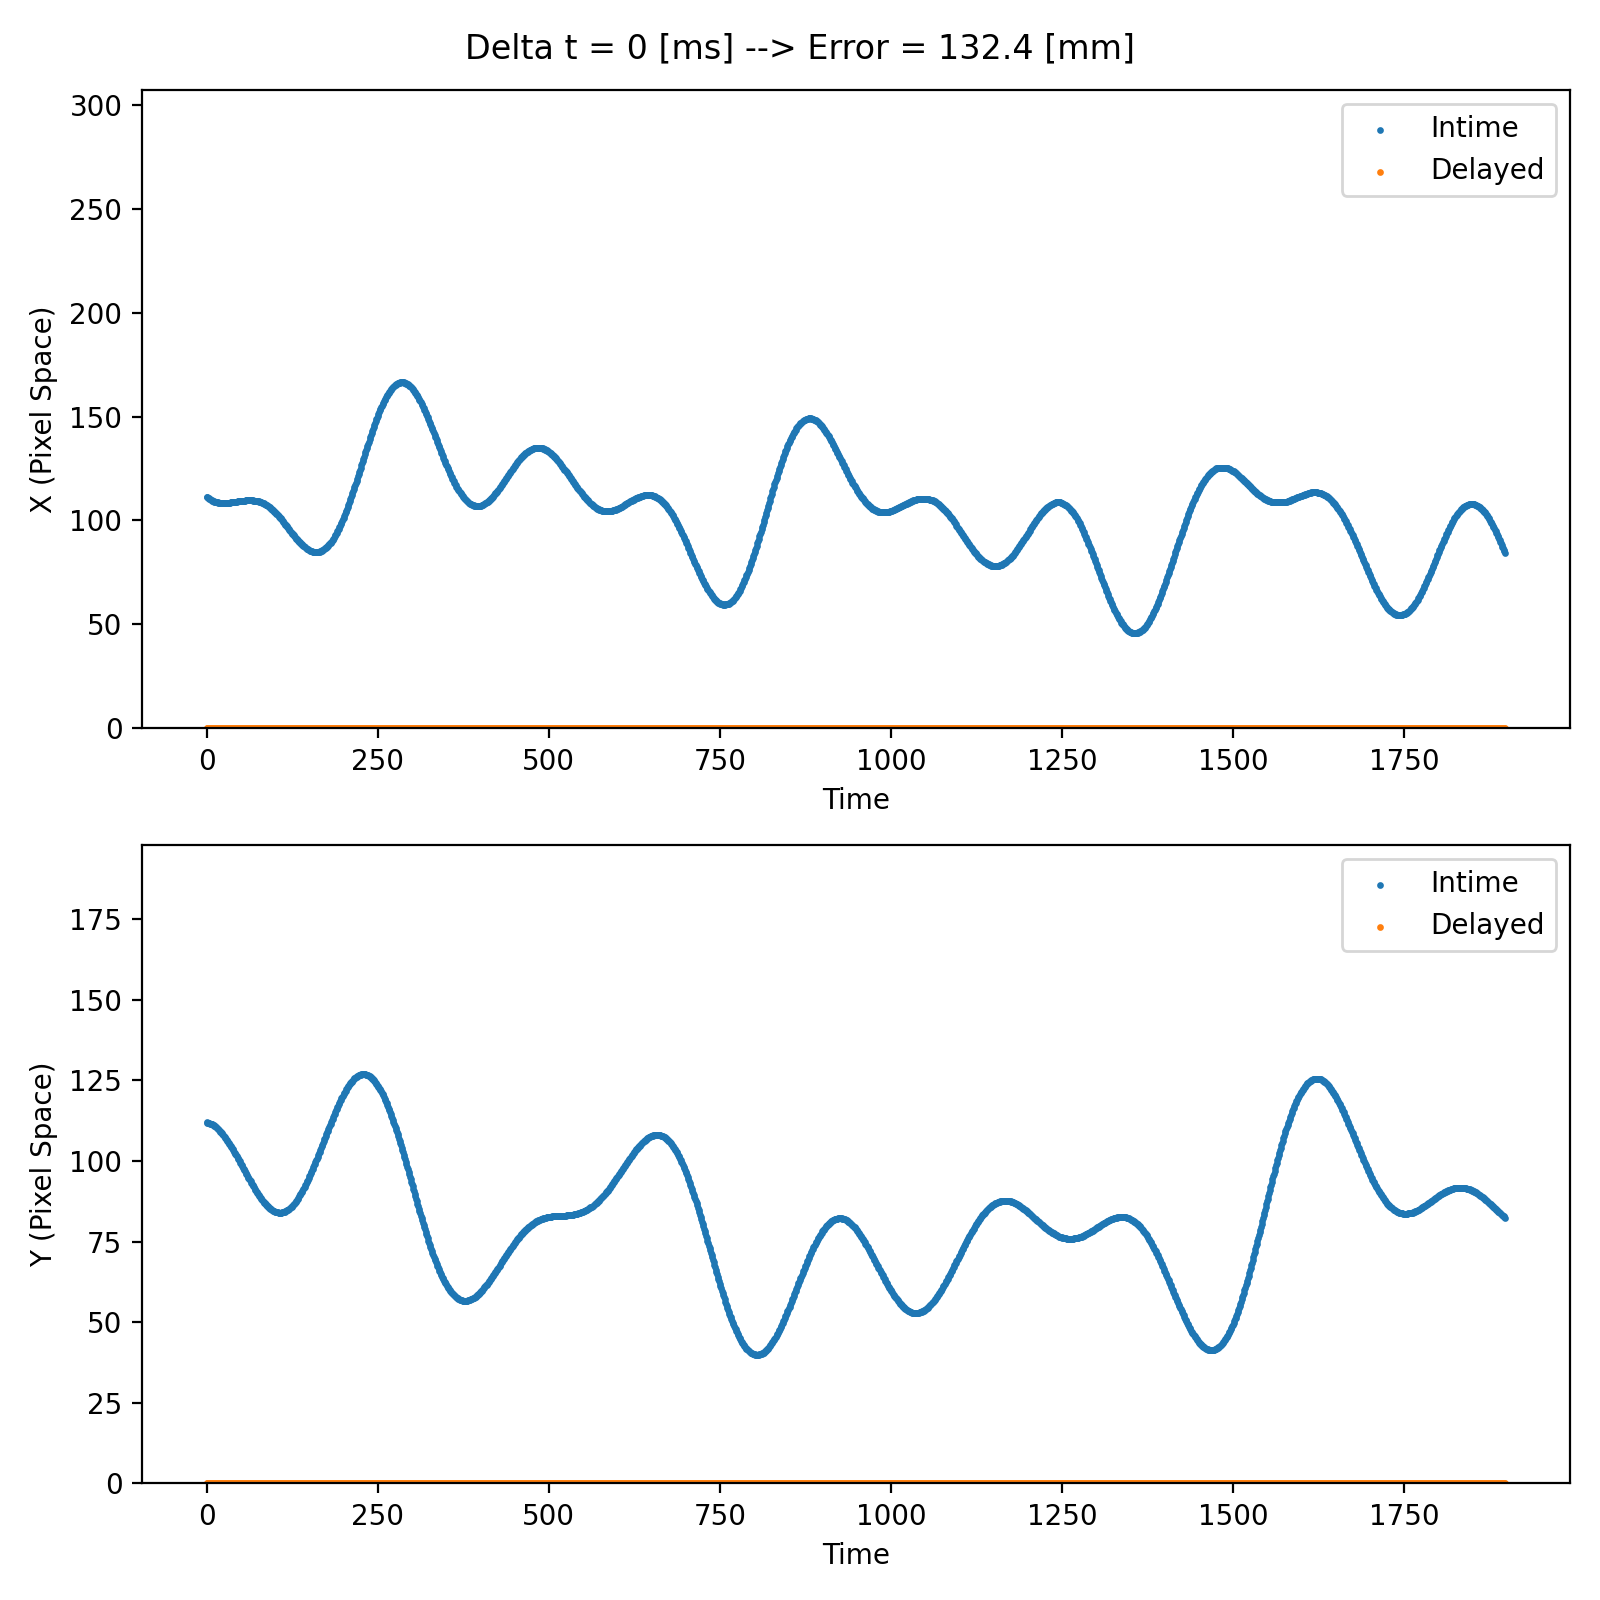 Delta t = 0 [ms] --> Error = 132.4 [mm]
300
250
200
150
100
50
0
X (Pixel Space)
Intime
Delayed
0 250 500 750 1000 1250 1500 1750
Time
175
150
125
100
75
50
25
0
Y (Pixel Space)
Intime
Delayed
0 250 500 750 1000 1250 1500 1750
Time